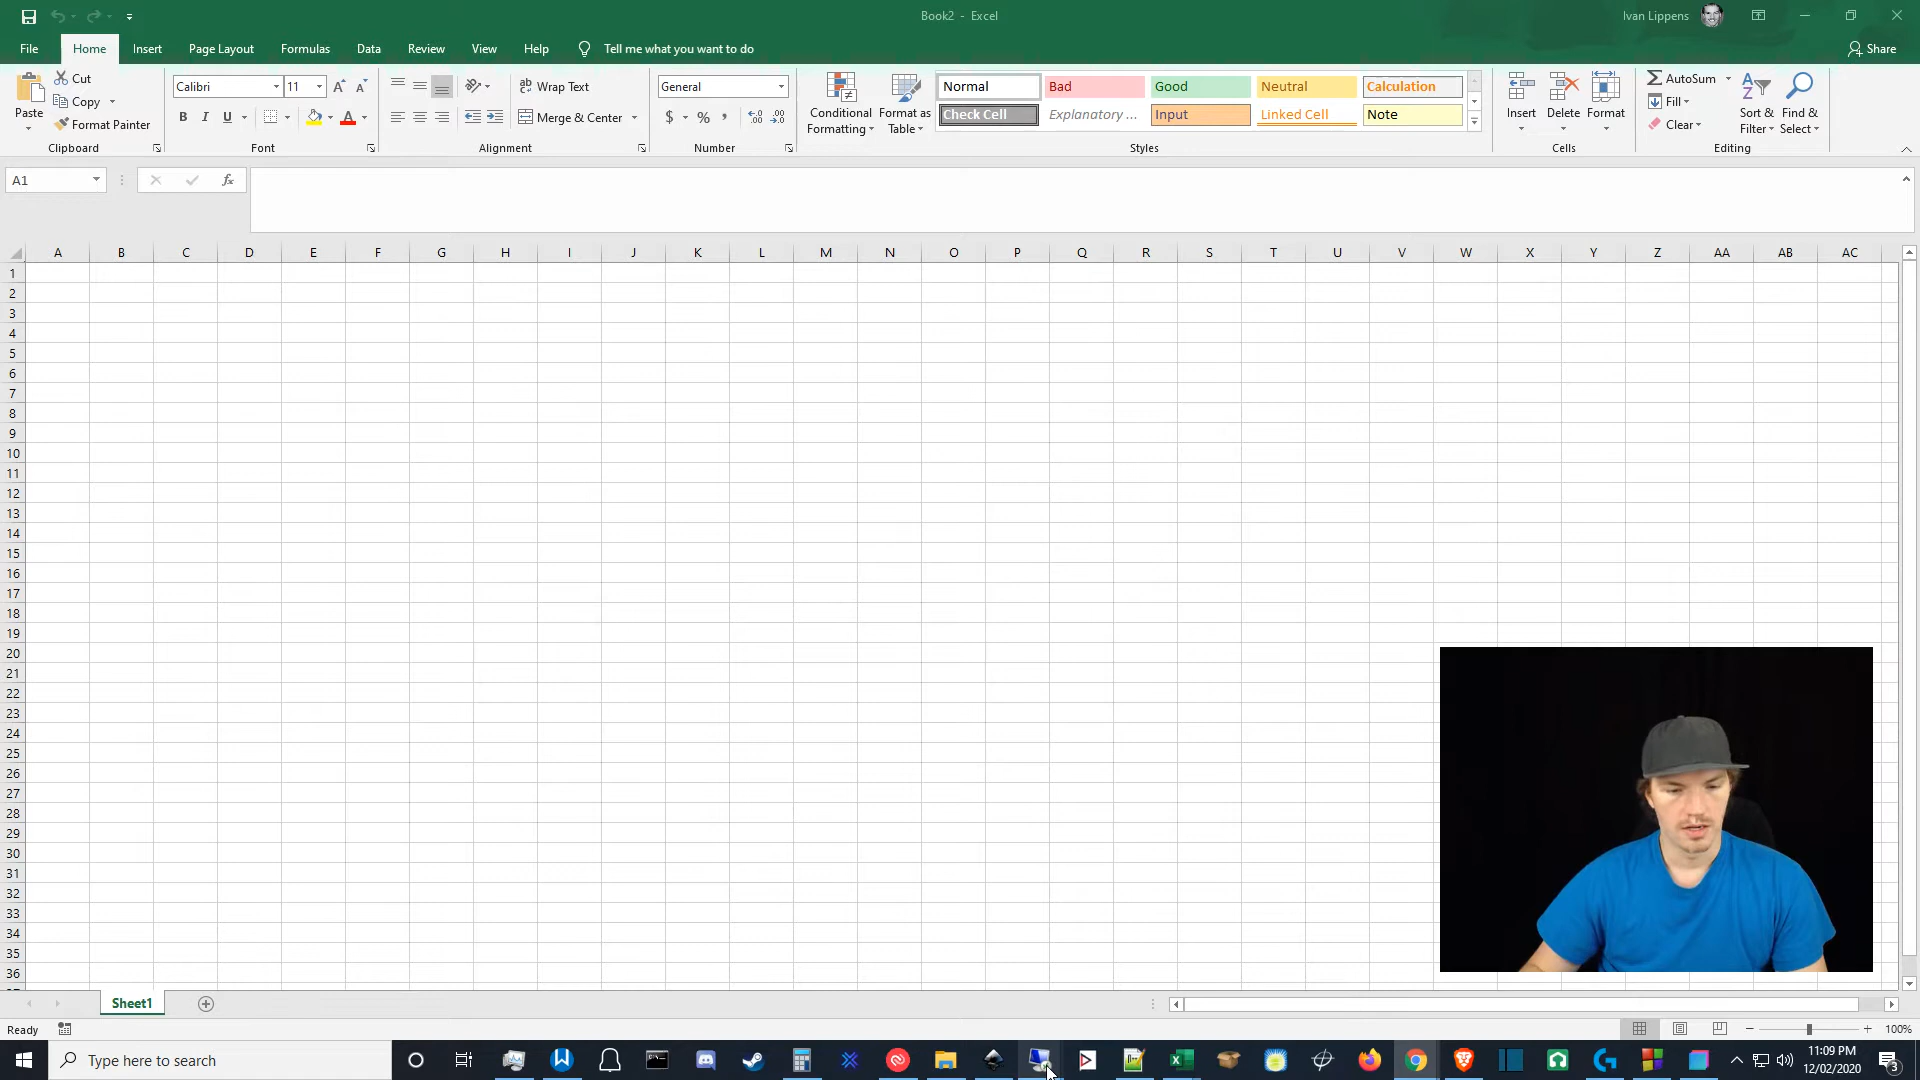 Book2 - Excel
Ivan Lippens
File Home Insert Page Layout Formulas Data Review View Help Tell me what you want to do
Share
Paste
Cut
Copy
Format Painter
Clipboard
Calibri 11
B I U
Font
Wrap Text
Merge & Center
Alignment
General
$ % ,
Number
Conditional Formatting
Format as Table
Normal Bad Good Neutral Calculation
Check Cell Explanatory ... Input Linked Cell Note
Styles
Insert Delete Format
Cells
AutoSum
Fill
Clear
Sort & Filter
Find & Select
Editing
A1
fx
A B C D E F G H I J K L M N O P Q R S T U V W X Y Z AA AB AC
1
2
3
4
5
6
7
8
9
10
11
12
13
14
15
16
17
18
19
20
21
22
23
24
25
26
27
28
29
30
31
32
33
34
35
36
Sheet1
Ready
100%
Type here to search
11:09 PM
12/02/2020
3